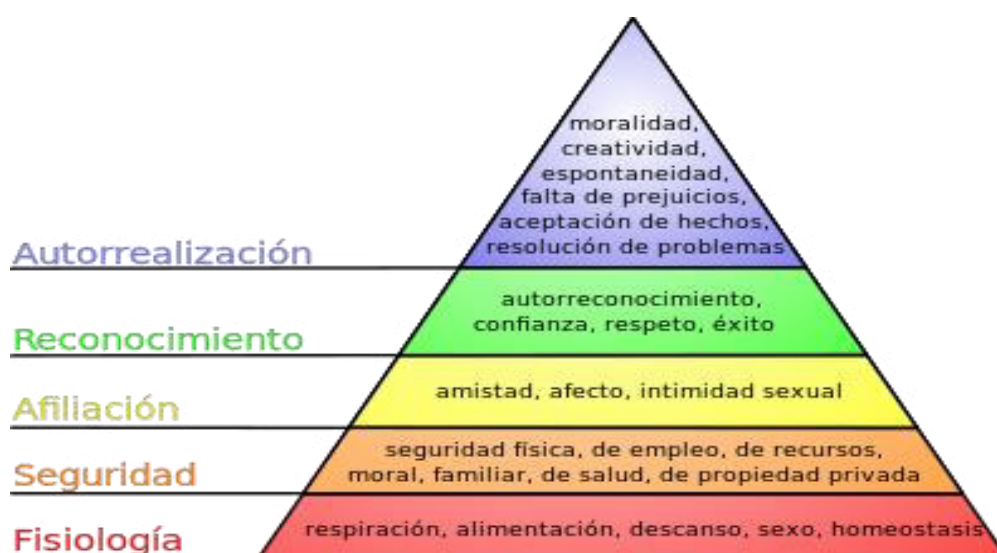 moralidad,
creatividad,
espontaneidad,
falta de prejuicios,
aceptación de hechos,
resolución de problemas
Autorrealización
autorreconocimiento,
confianza, respeto, éxito
Reconocimiento
amistad, afecto, intimidad sexual
Afiliación
seguridad física, de empleo, de recursos,
moral, familiar, de salud, de propiedad privada
Seguridad
respiración, alimentación, descanso, sexo, homeostasis
Fisiología